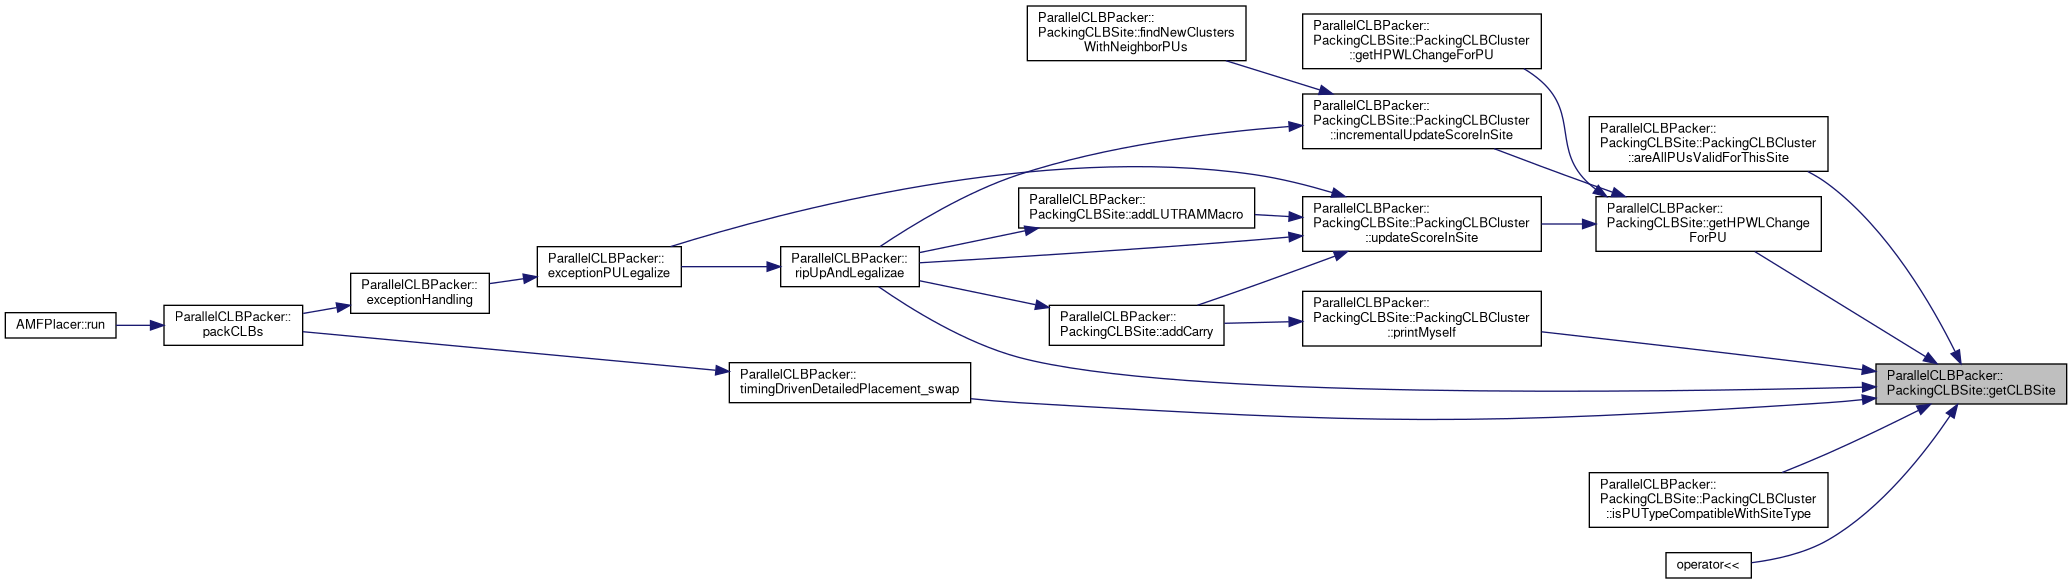 ParallelCLBPacker::
PackingCLBSite::findNewClusters
WithNeighborPUs
ParallelCLBPacker::
PackingCLBSite::PackingCLBCluster
::getHPWLChangeForPU
ParallelCLBPacker::
PackingCLBSite::PackingCLBCluster
::incrementalUpdateScoreInSite
ParallelCLBPacker::
PackingCLBSite::PackingCLBCluster
::areAllPUsValidForThisSite
ParallelCLBPacker::
PackingCLBSite::addLUTRAMMacro
ParallelCLBPacker::
PackingCLBSite::PackingCLBCluster
::updateScoreInSite
ParallelCLBPacker::
PackingCLBSite::getHPWLChange
ForPU
ParallelCLBPacker::
exceptionPULegalize
ParallelCLBPacker::
ripUpAndLegalizae
ParallelCLBPacker::
exceptionHandling
AMFPlacer::run
ParallelCLBPacker::
packCLBs
ParallelCLBPacker::
PackingCLBSite::addCarry
ParallelCLBPacker::
PackingCLBSite::PackingCLBCluster
::printMyself
ParallelCLBPacker::
timingDrivenDetailedPlacement_swap
ParallelCLBPacker::
PackingCLBSite::getCLBSite
ParallelCLBPacker::
PackingCLBSite::PackingCLBCluster
::isPUTypeCompatibleWithSiteType
operator<<